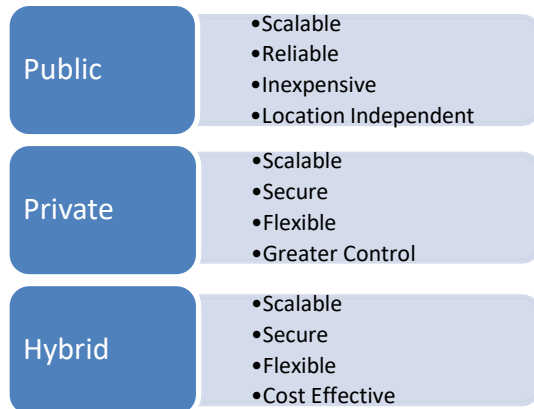 Public
•Scalable
•Reliable
•Inexpensive
•Location Independent
Private
•Scalable
•Secure
•Flexible
•Greater Control
Hybrid
•Scalable
•Secure
•Flexible
•Cost Effective